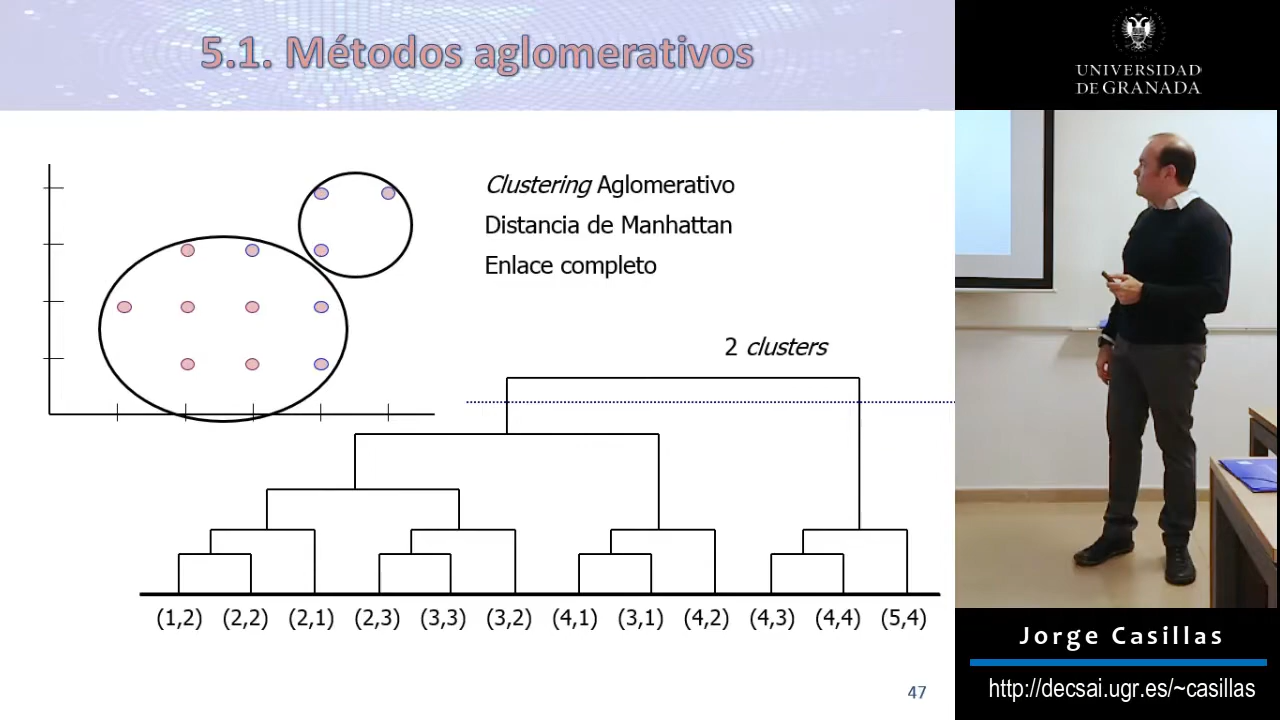 5.1. Métodos aglomerativos
UNIVERSIDAD
DE GRANADA
Clustering Aglomerativo
Distancia de Manhattan
Enlace completo
2 clusters
(1,2) (2,2) (2,1) (2,3) (3,3) (3,2) (4,1) (3,1) (4,2) (4,3) (4,4) (5,4)
47
Jorge Casillas
http://decsai.ugr.es/~casillas